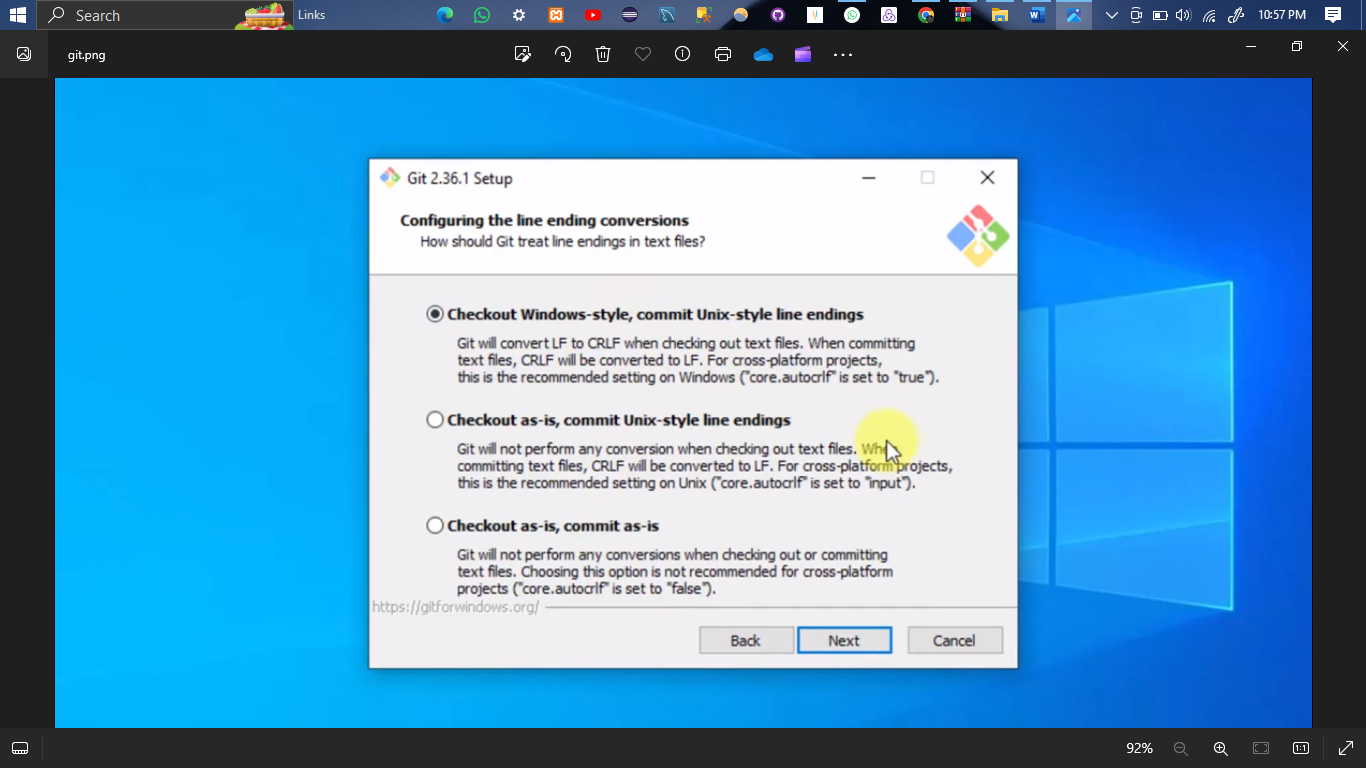 Search
Links
10:57 PM
git.png
Git 2.36.1 Setup
Configuring the line ending conversions
How should Git treat line endings in text files?
Checkout Windows-style, commit Unix-style line endings
Git will convert LF to CRLF when checking out text files. When committing
text files, CRLF will be converted to LF. For cross-platform projects,
this is the recommended setting on Windows ("core.autocrlf" is set to "true").
Checkout as-is, commit Unix-style line endings
Git will not perform any conversion when checking out text files. When
committing text files, CRLF will be converted to LF. For cross-platform projects,
this is the recommended setting on Unix ("core.autocrlf" is set to "input").
Checkout as-is, commit as-is
Git will not perform any conversions when checking out or committing
text files. Choosing this option is not recommended for cross-platform
projects ("core.autocrlf" is set to "false").
https://gitforwindows.org/
Back Next Cancel
92% 1:1